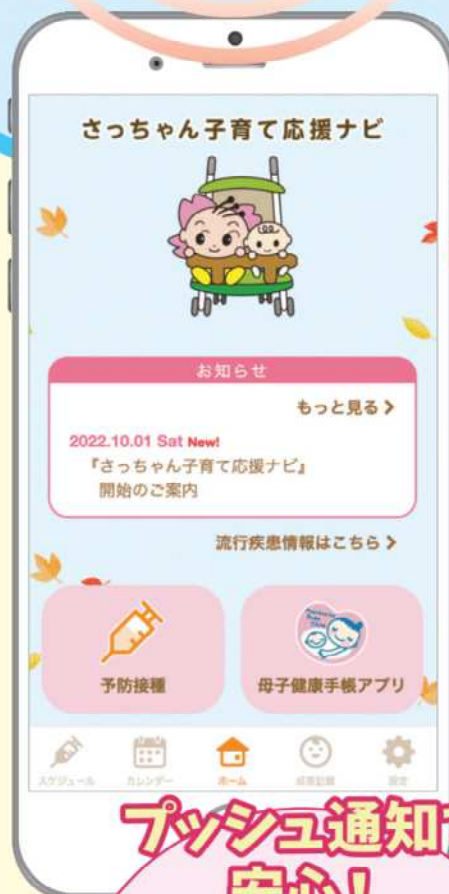 さっちゃん子育て応援ナビ
お知らせ
もっと見る >
2022.10.01 Sat New!
『さっちゃん子育て応援ナビ』
開始のご案内
流行疾患情報はこちら >
予防接種
母子健康手帳アプリ
スケジュール
カレンダー
ホーム
成長記録
設定
プッシュ通知
安心!